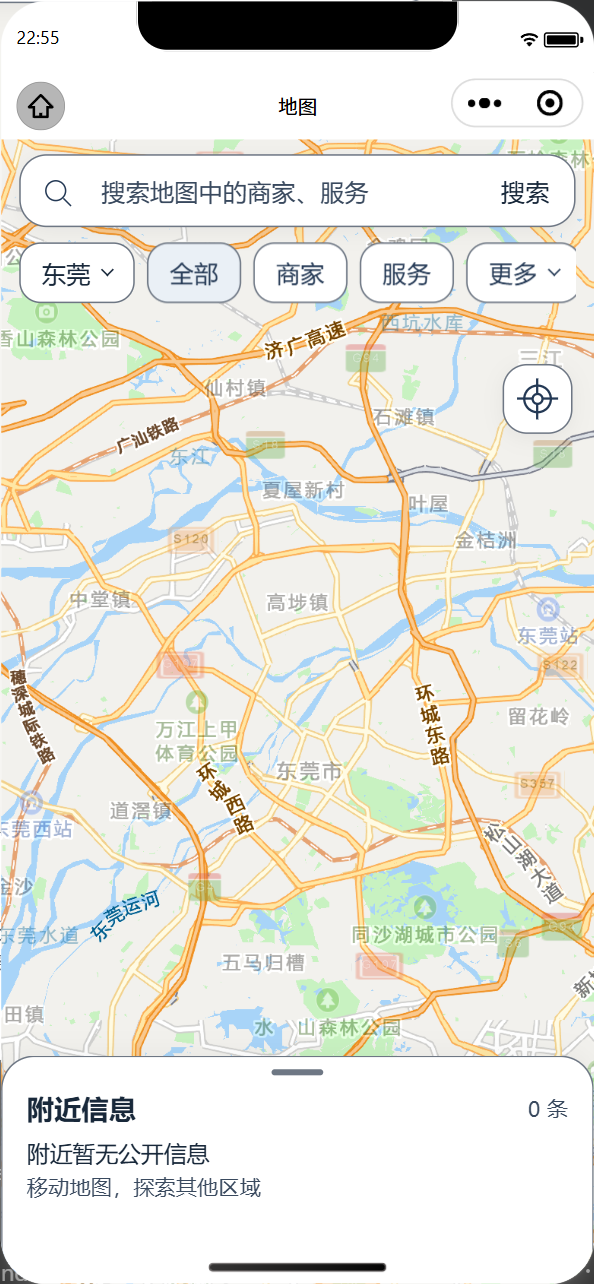 22:55
地图
搜索地图中的商家、服务
搜索
东莞
全部
商家
服务
更多
西坑水库
香山森林公园
济广高速
三江
仙村镇
石滩镇
广汕铁路
东江
夏屋新村
叶屋
S120
金桔洲
中堂镇
高埗镇
东莞站
S122
穗深城际铁路
环城东路
留花岭
万江上甲
体育公园
东莞市
S357
环城西路
道滘镇
东莞西站
松山湖大道
金沙
东莞运河
东莞水道
同沙湖城市公园
五马归槽
田镇
水
山森林公园
附近信息
0 条
附近暂无公开信息
移动地图，探索其他区域